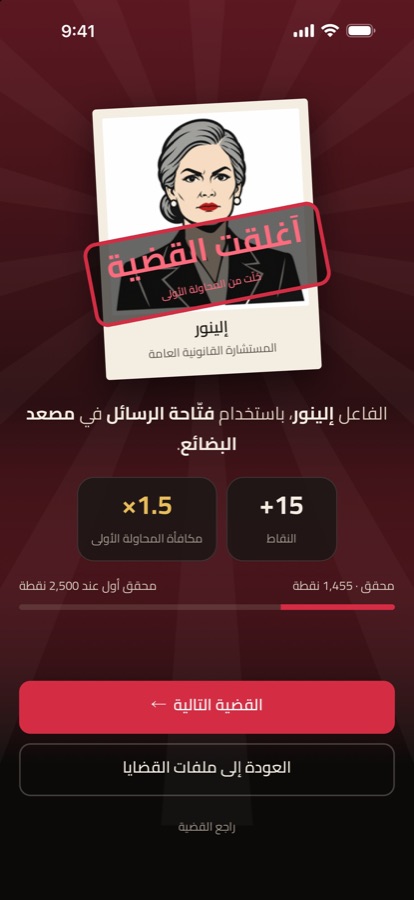 9:41
أغلقت القضية
حُلّت من المحاولة الأولى
إلينور
المستشارة القانونية العامة
الفاعل إلينور، باستخدام فتّاحة الرسائل في مصعد
البضائع.
+15
النقاط
×1.5
مكافأة المحاولة الأولى
محقق · 1,455 نقطة
محقق أول عند 2,500 نقطة
القضية التالية ←
العودة إلى ملفات القضايا
راجع القضية